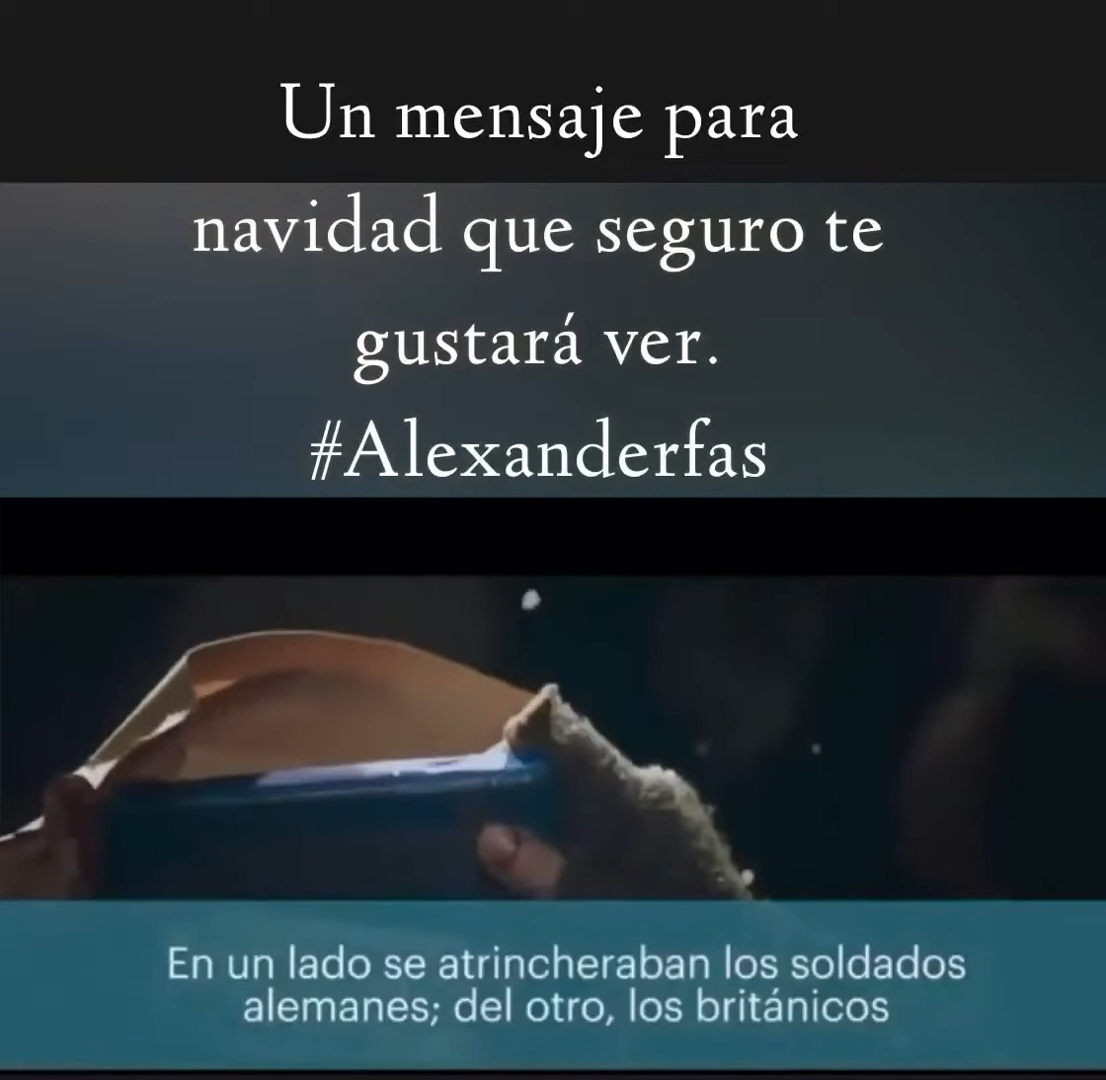 Un mensaje para
navidad que seguro te
gustará ver.
#Alexanderfas
En un lado se atrincheraban los soldados
alemanes; del otro, los británicos